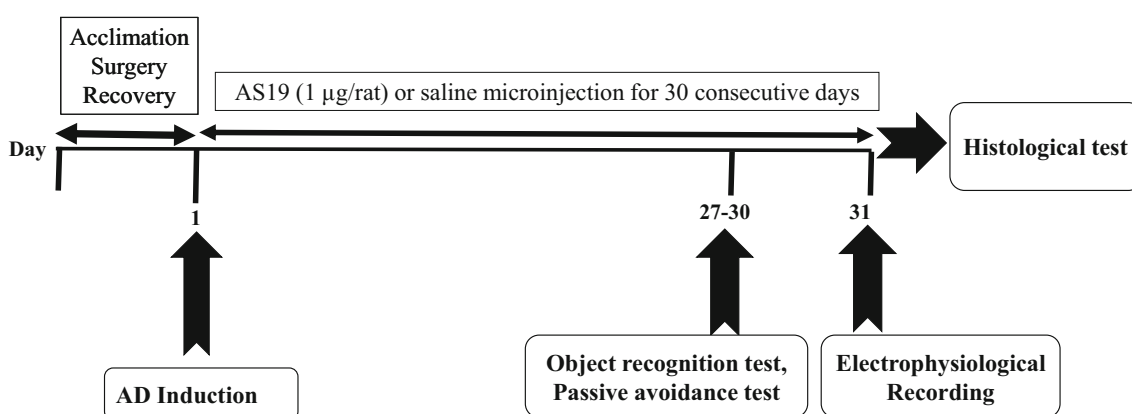 Acclimation
Surgery
Recovery
AS19 (1 µg/rat) or saline microinjection for 30 consecutive days
Day
Histological test
1
27-30
31
AD Induction
Object recognition test,
Passive avoidance test
Electrophysiological
Recording